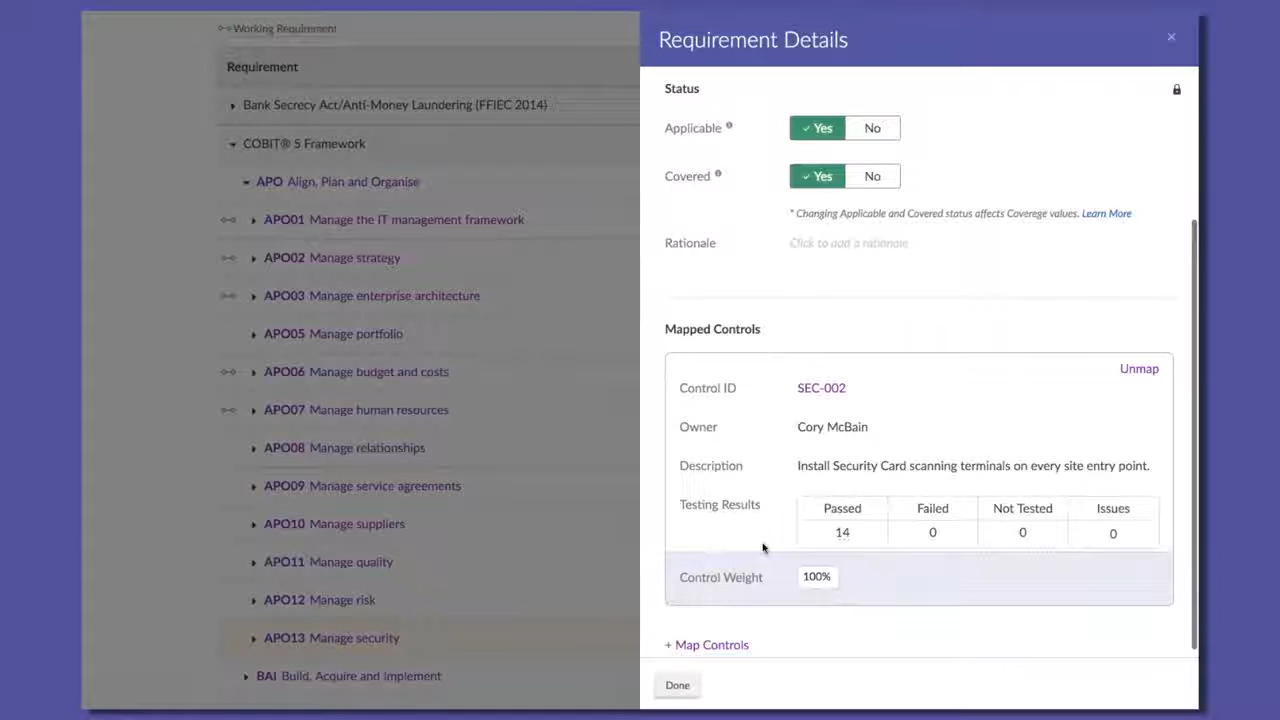 Working Requirement
Requirement
Bank Secrecy Act/Anti-Money Laundering (FFIEC 2014)
COBIT® 5 Framework
APO Align, Plan and Organise
APO01 Manage the IT management framework
APO02 Manage strategy
APO03 Manage enterprise architecture
APO05 Manage portfolio
APO06 Manage budget and costs
APO07 Manage human resources
APO08 Manage relationships
APO09 Manage service agreements
APO10 Manage suppliers
APO11 Manage quality
APO12 Manage risk
APO13 Manage security
BAI Build, Acquire and Implement
Requirement Details
Status
Applicable Yes No
Covered Yes No
* Changing Applicable and Covered status affects Coverege values. Learn More
Rationale Click to add a rationale
Mapped Controls
Unmap
Control ID SEC-002
Owner Cory McBain
Description Install Security Card scanning terminals on every site entry point.
Testing Results Passed Failed Not Tested Issues
14 0 0 0
Control Weight 100%
+ Map Controls
Done